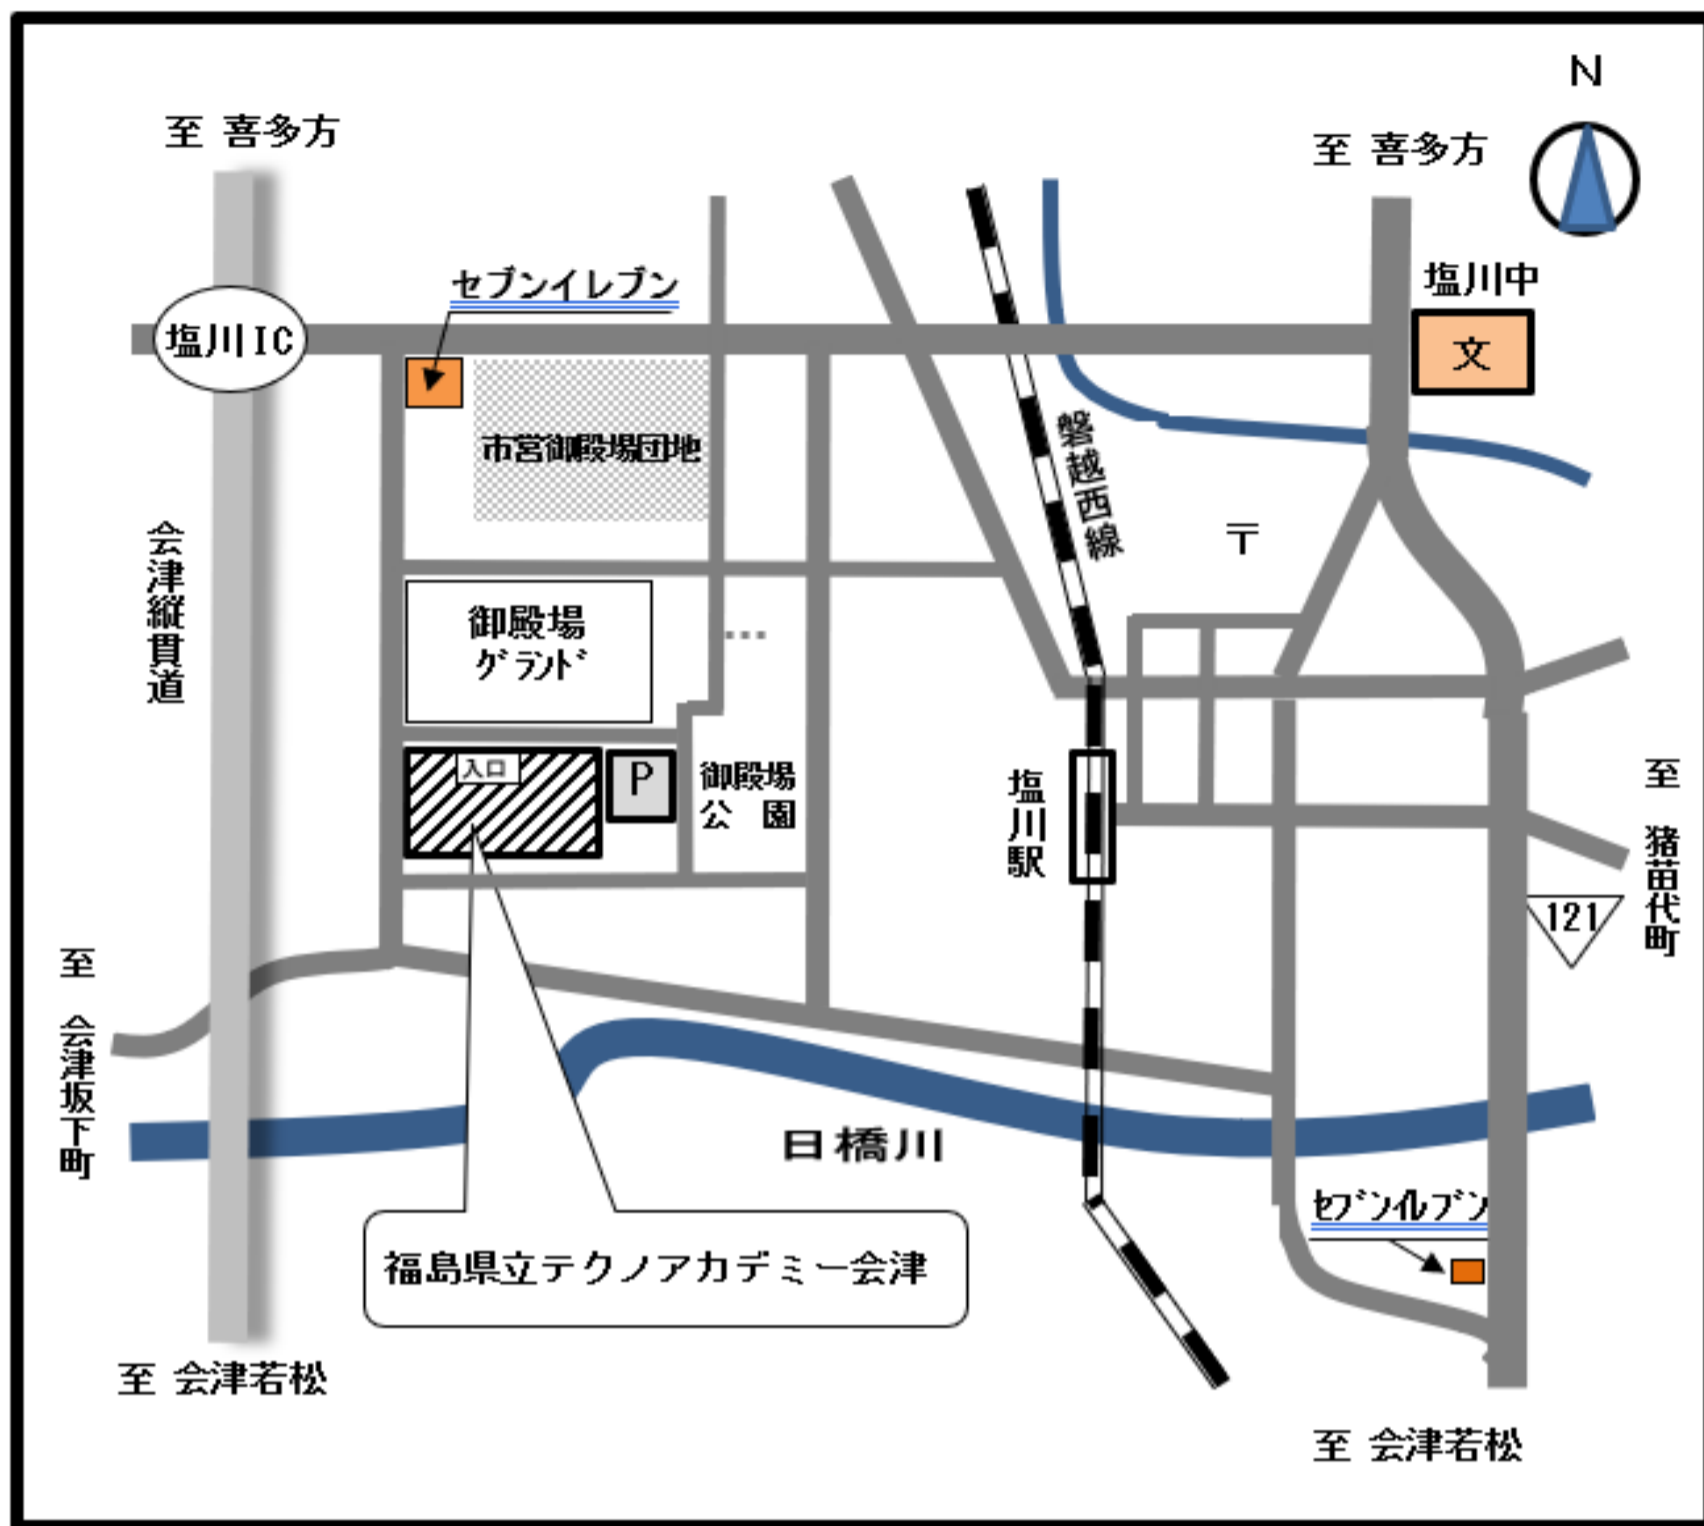 N
至 喜多方
至 喜多方
セブンイレブン
塩川中
塩川IC
文
市営御殿場団地
磐越西線
〒
会津縦貫道
御殿場
グランド
入口
P
御殿場
公 園
塩川駅
至 猪苗代町
121
至 会津坂下町
日橋川
セブンイレブン
福島県立テクノアカデミー会津
至 会津若松
至 会津若松